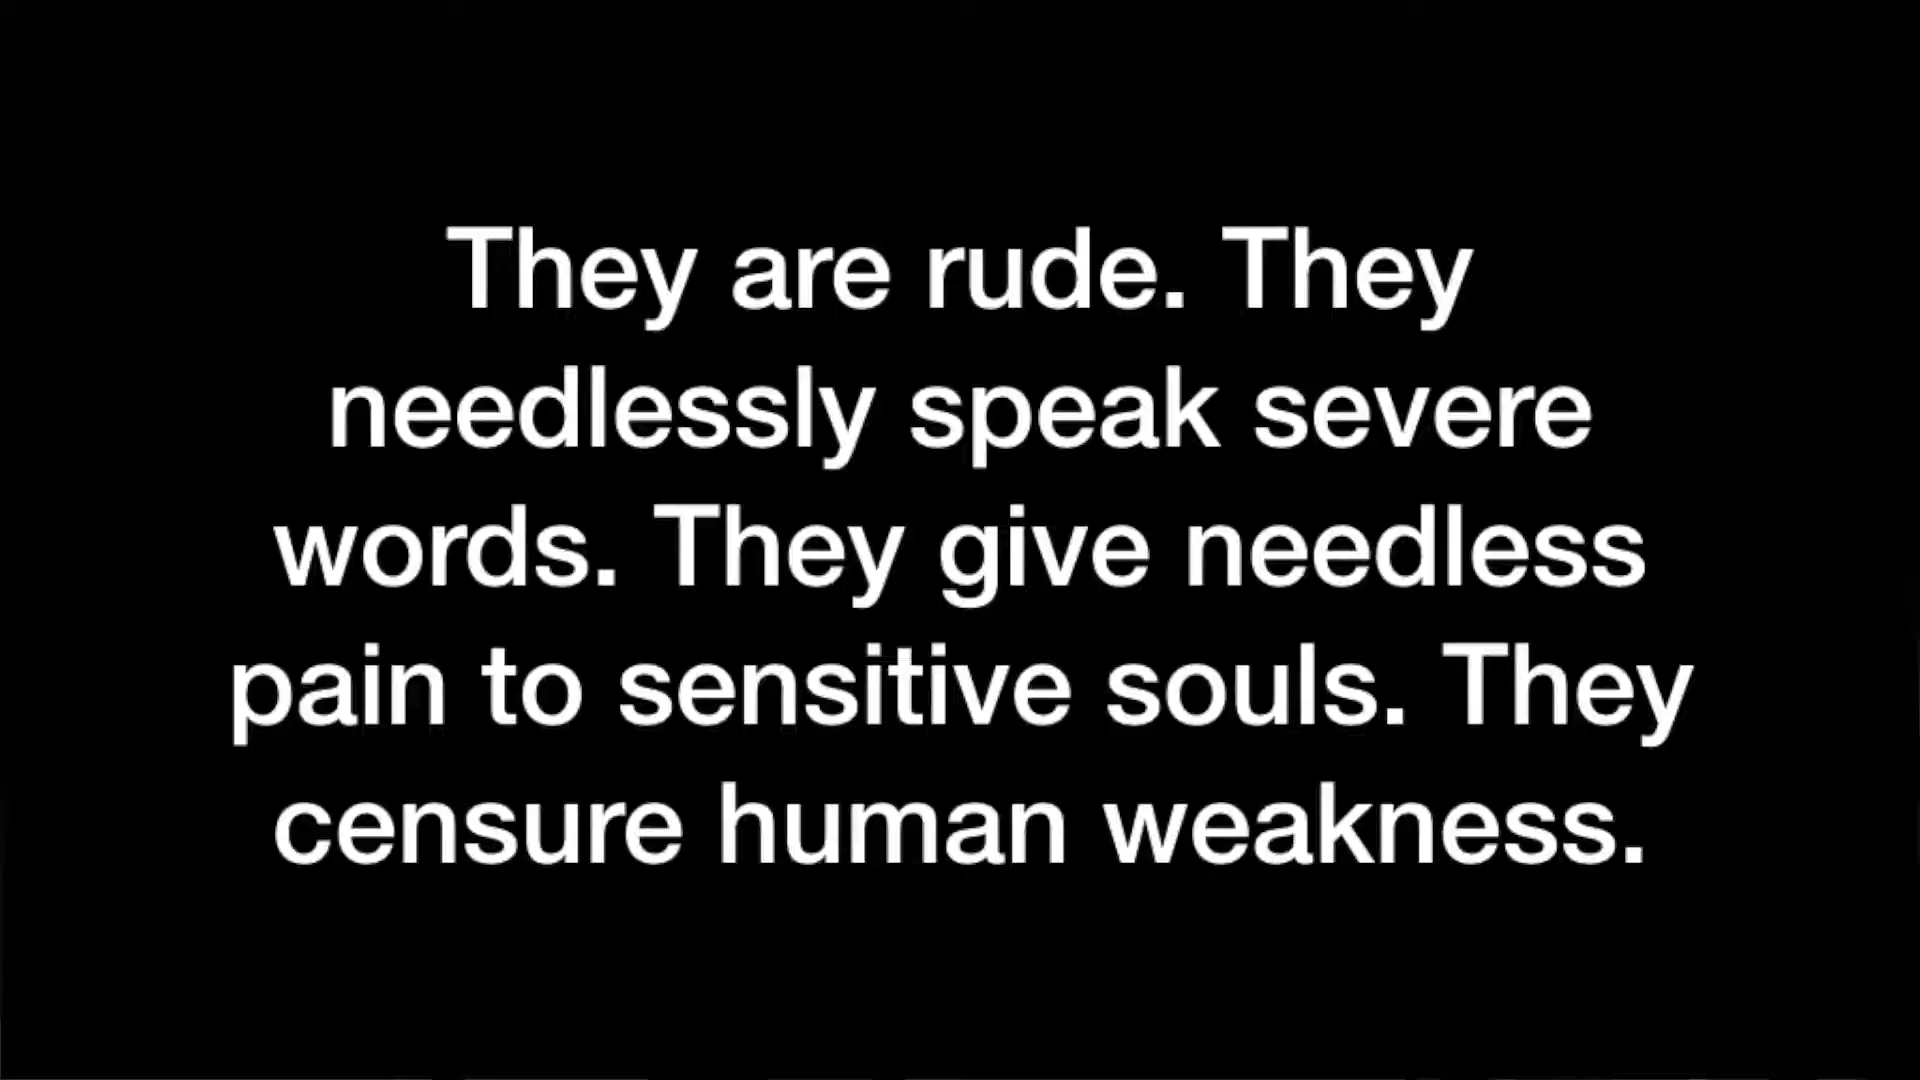 They are rude. They
needlessly speak severe
words. They give needless
pain to sensitive souls. They
censure human weakness.